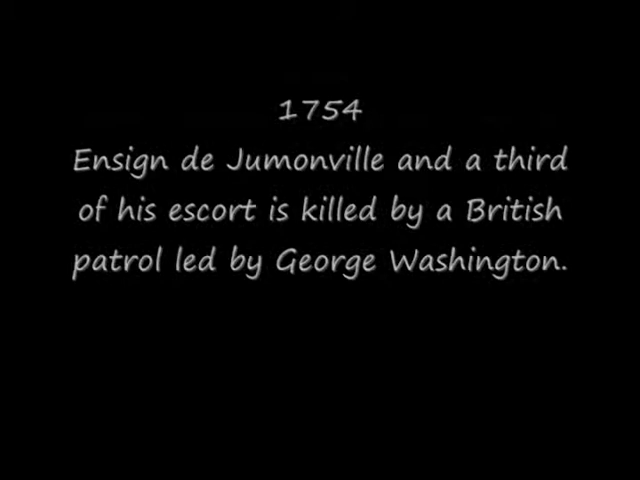 1754
Ensign de Jumonville and a third
of his escort is killed by a British
patrol led by George Washington.